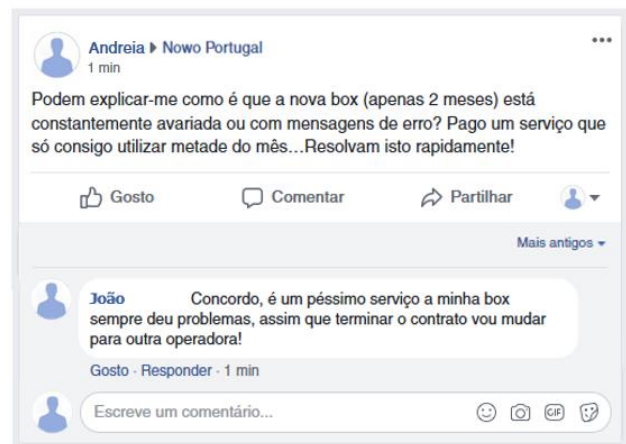 Andreia ▶ Nowo Portugal
1 min
Podem explicar-me como é que a nova box (apenas 2 meses) está
constantemente avariada ou com mensagens de erro? Pago um serviço que
só consigo utilizar metade do mês...Resolvam isto rapidamente!
Gosto Comentar Partilhar
Mais antigos
João Concordo, é um péssimo serviço a minha box
sempre deu problemas, assim que terminar o contrato vou mudar
para outra operadora!
Gosto · Responder · 1 min
Escreve um comentário... GIF